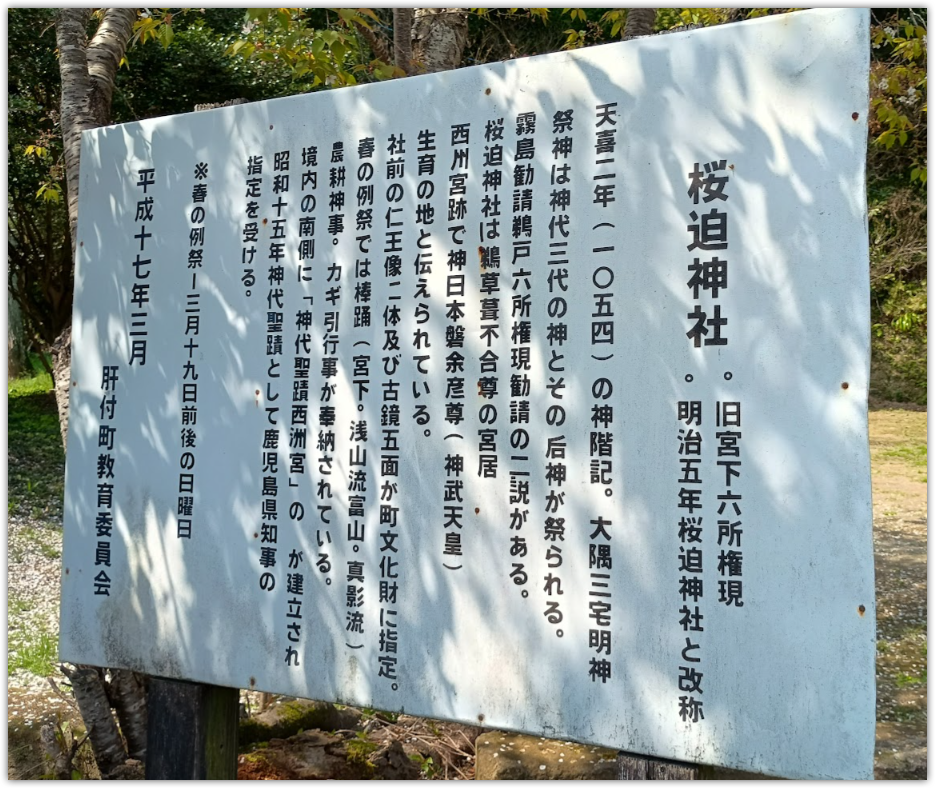 桜迫神社
。旧宮下六所権現
。明治五年桜迫神社と改称
天喜二年(一〇五四)の神階記。大隅三宅明神
祭神は神代三代の神とその后神が祭られる。
霧島勧請鵜戸六所権現勧請の二説がある。
桜迫神社は鵜草葺不合尊の宮居
西州宮跡で神日本磐余彦尊(神武天皇)
生育の地と伝えられている。
社前の仁王像二体及び古鏡五面が町文化財に指定。
春の例祭では棒踊(宮下。浅山流富山。真影流)
農耕神事。カギ引行事が奉納されている。
境内の南側に「神代聖蹟西洲宮」の が建立され
昭和十五年神代聖蹟として鹿児島県知事の
指定を受ける。
※春の例祭ー三月十九日前後の日曜日
平成十七年三月
肝付町教育委員会